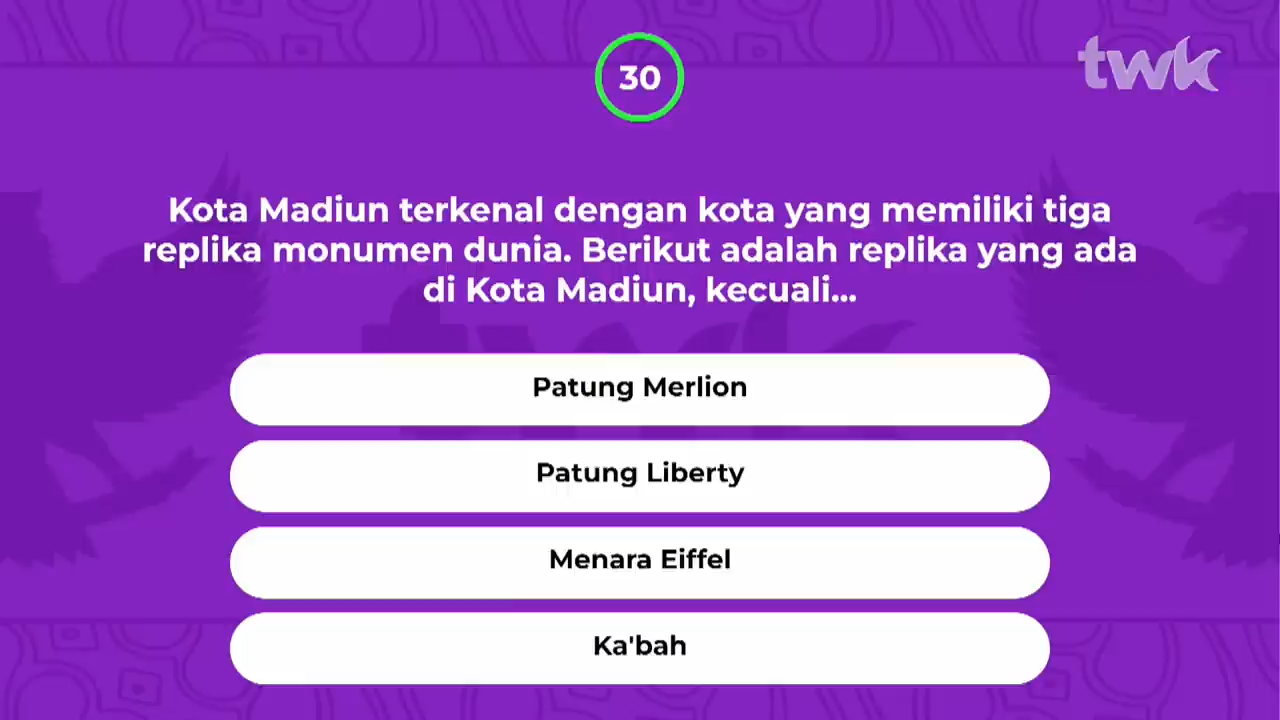 30
twk
Kota Madiun terkenal dengan kota yang memiliki tiga
replika monumen dunia. Berikut adalah replika yang ada
di Kota Madiun, kecuali...
Patung Merlion
Patung Liberty
Menara Eiffel
Ka'bah